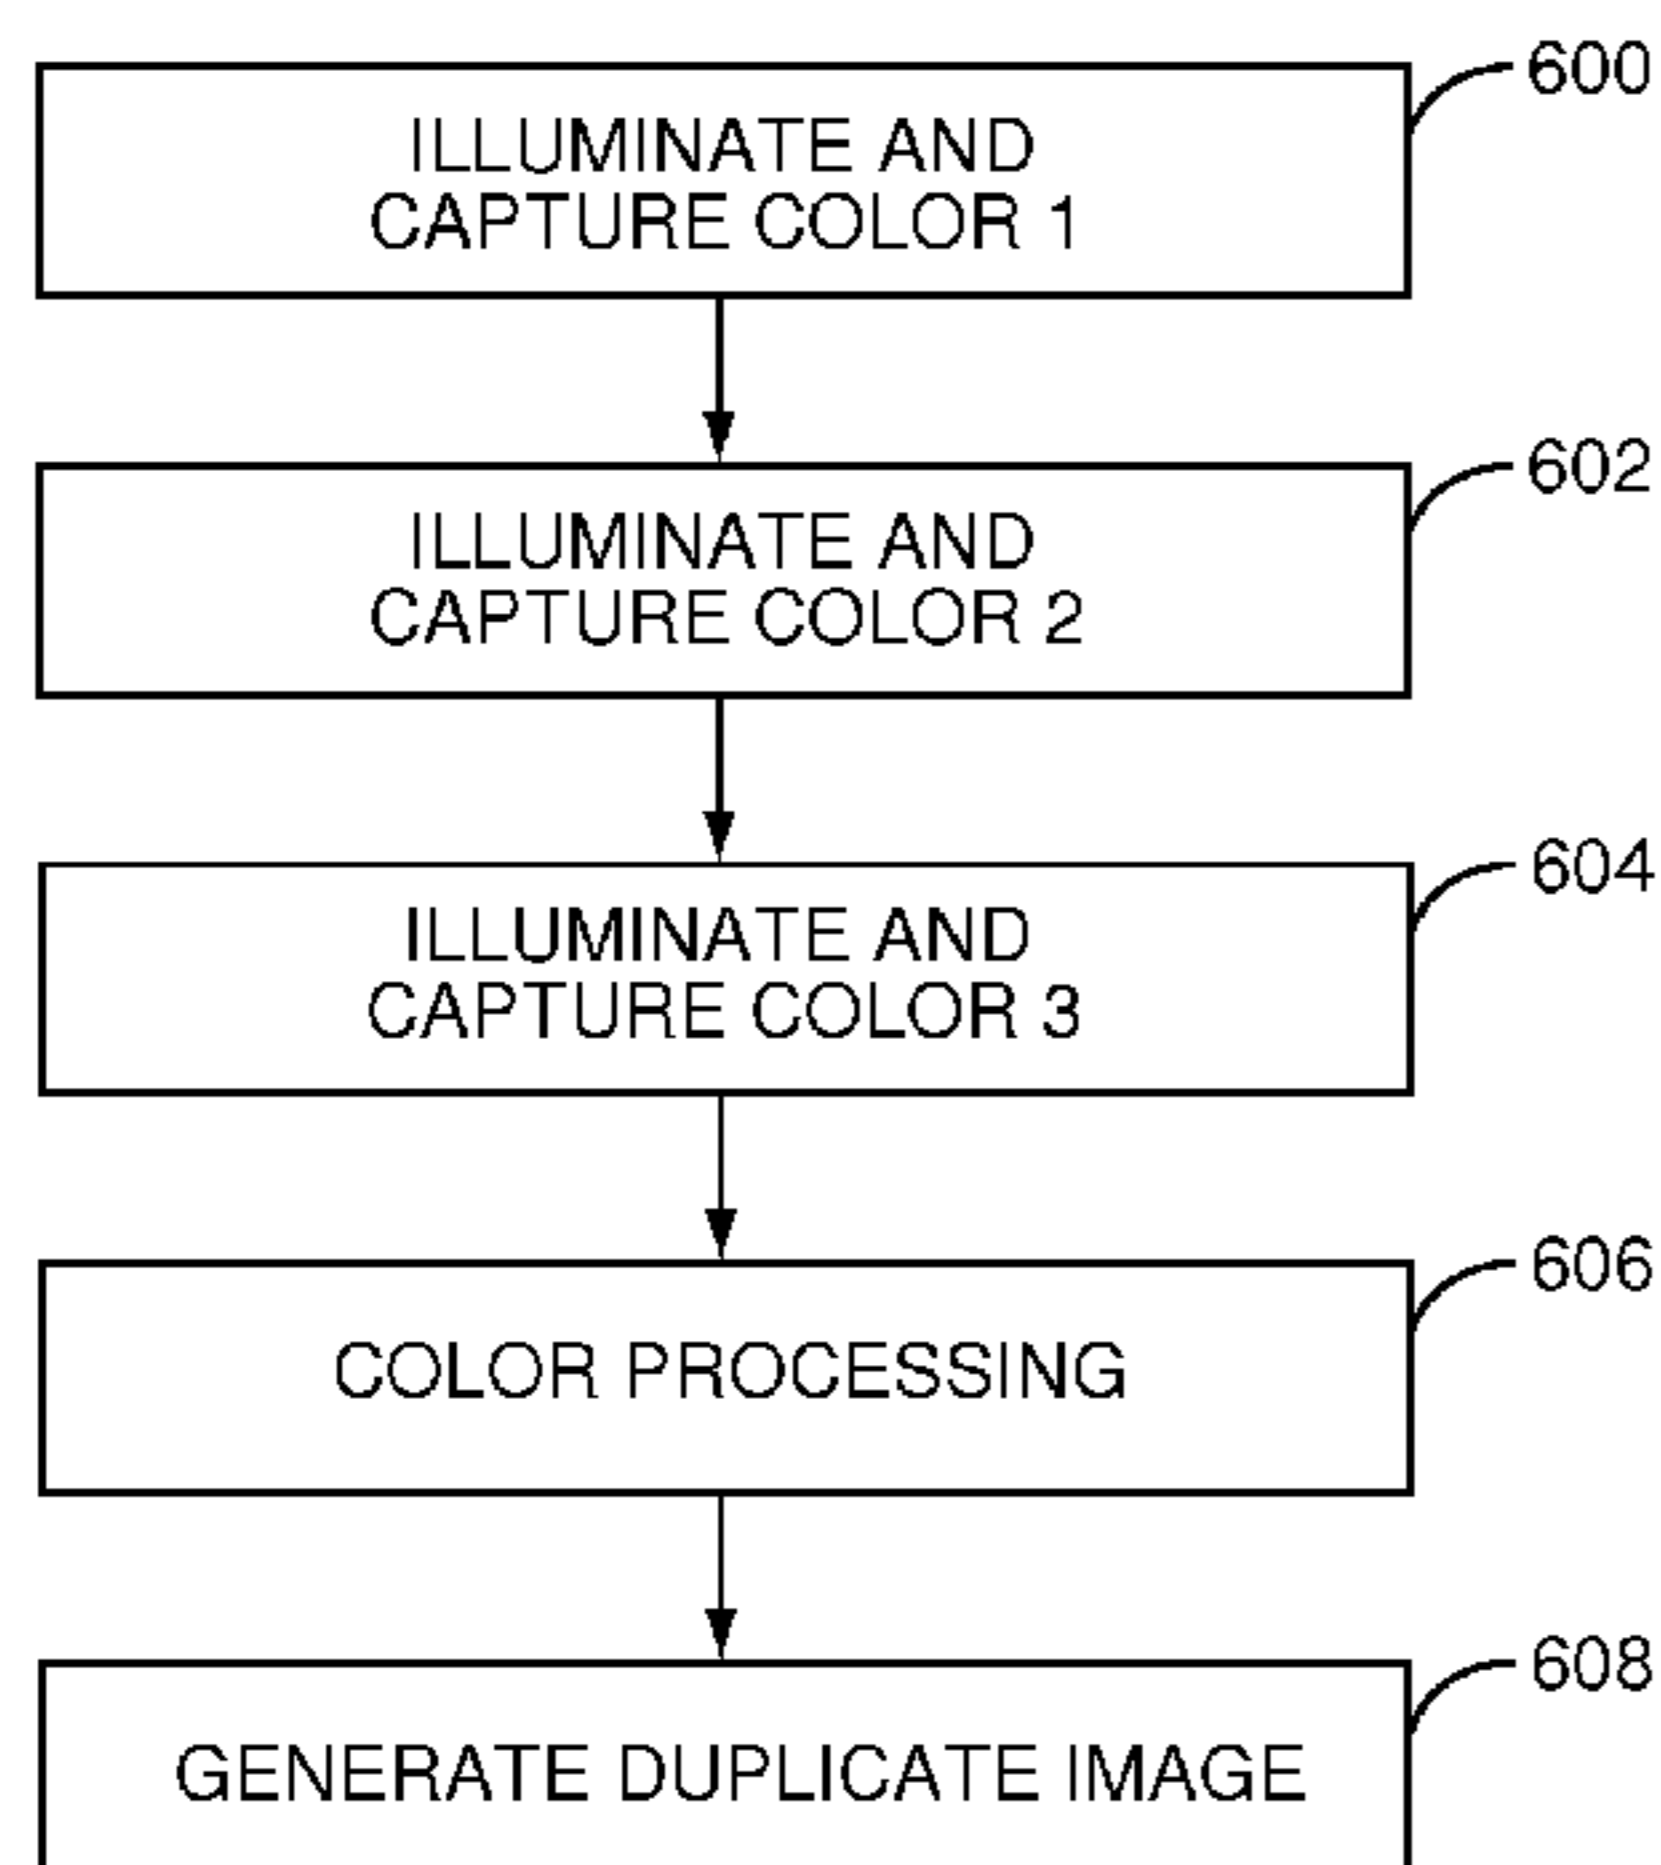 600
ILLUMINATE AND
CAPTURE COLOR 1
602
ILLUMINATE AND
CAPTURE COLOR 2
604
ILLUMINATE AND
CAPTURE COLOR 3
606
COLOR PROCESSING
608
GENERATE DUPLICATE IMAGE